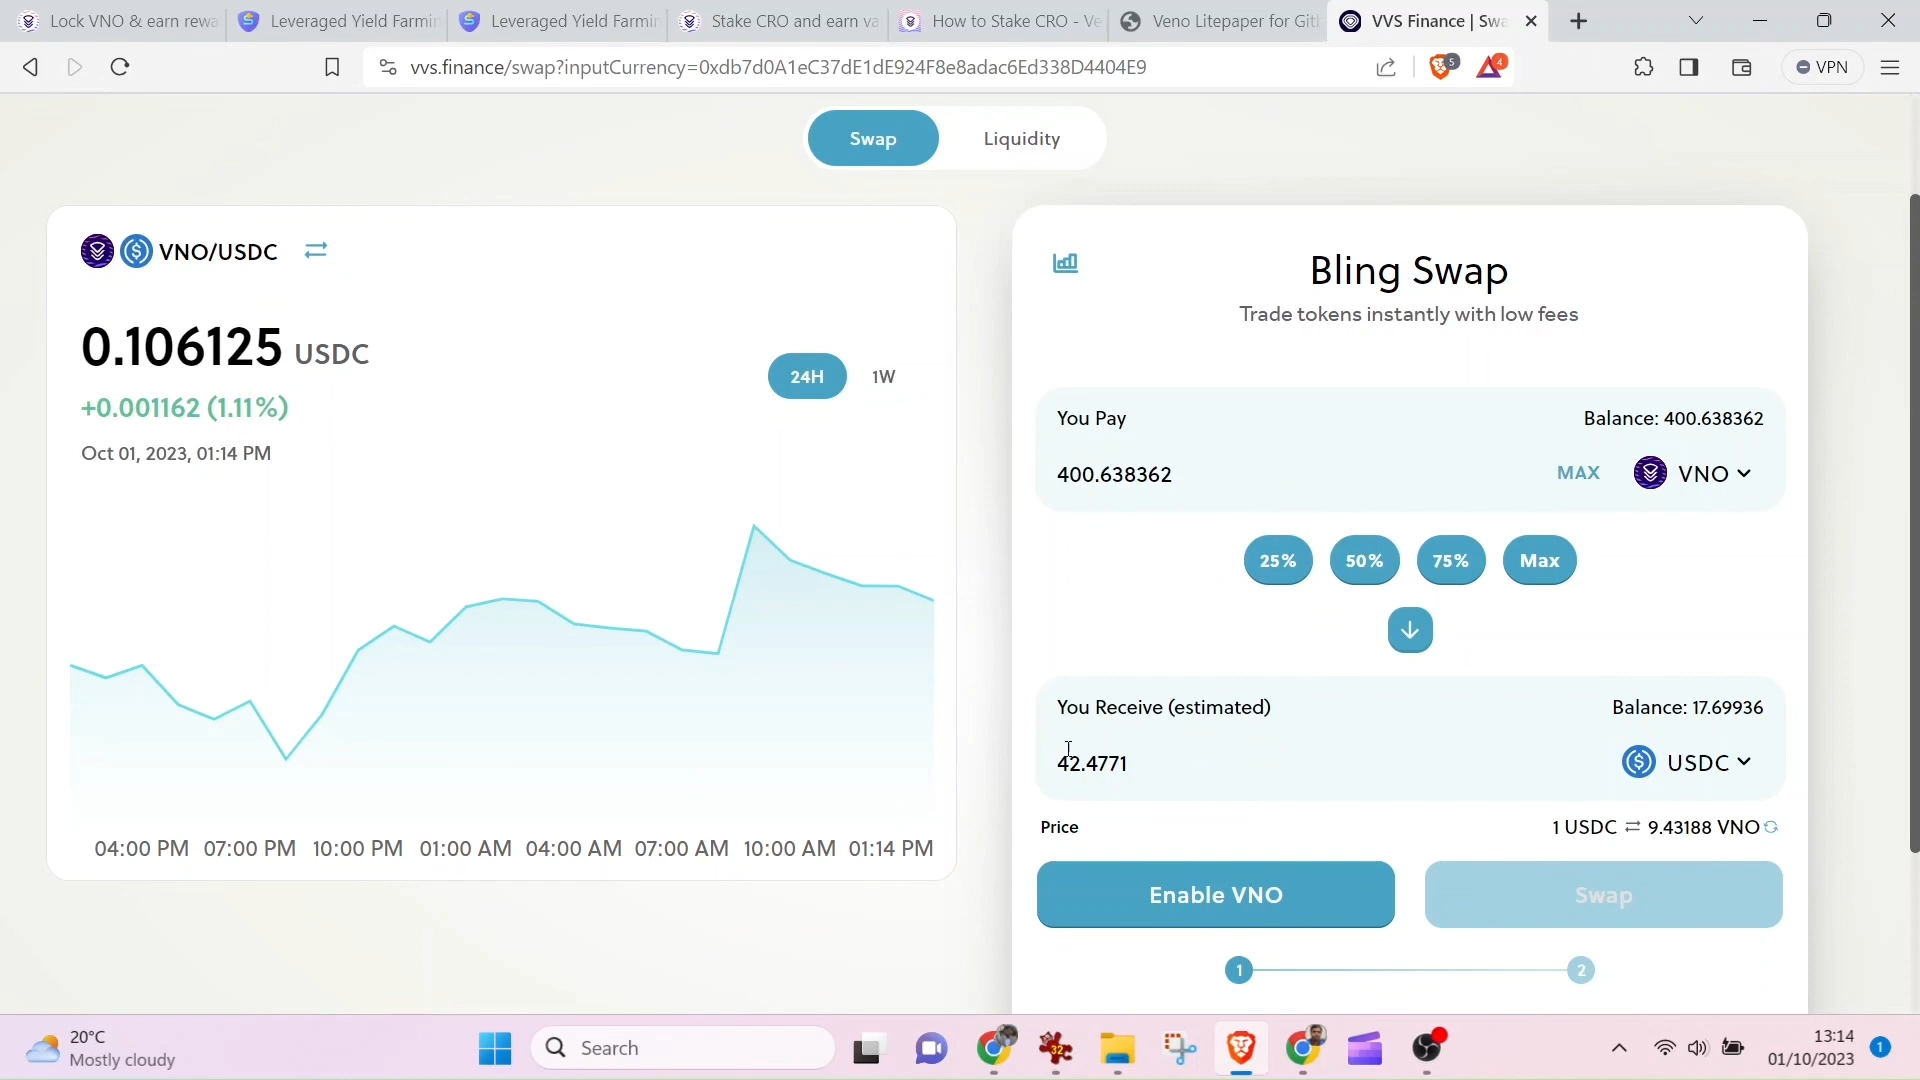 Lock VNO & earn rewa
Leveraged Yield Farmin
Leveraged Yield Farmin
Stake CRO and earn va
How to Stake CRO - Ve
Veno Litepaper for Git
VVS Finance | Swa
vvs.finance/swap?inputCurrency=0xdb7d0A1eC37dE1dE924F8e8adac6Ed338D4404E9
5
4
VPN
Swap
Liquidity
VNO/USDC
0.106125 USDC
+0.001162 (1.11%)
Oct 01, 2023, 01:14 PM
24H
1W
04:00 PM 07:00 PM 10:00 PM 01:00 AM 04:00 AM 07:00 AM 10:00 AM 01:14 PM
Bling Swap
Trade tokens instantly with low fees
You Pay
Balance: 400.638362
400.638362
MAX
VNO
25%
50%
75%
Max
You Receive (estimated)
Balance: 17.69936
42.4771
USDC
Price
1 USDC ⇌ 9.43188 VNO
Enable VNO
Swap
1
2
20°C
Mostly cloudy
Search
32
13:14
01/10/2023
1